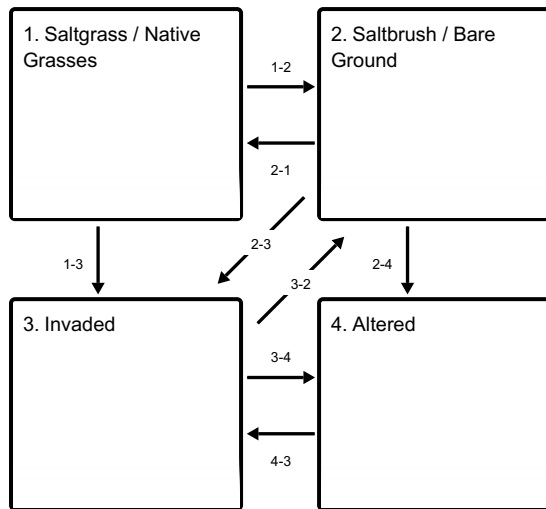 1. Saltgrass / Native
Grasses
2. Saltbrush / Bare
Ground
1-2
2-1
1-3
2-3
3-2
2-4
3. Invaded
4. Altered
3-4
4-3